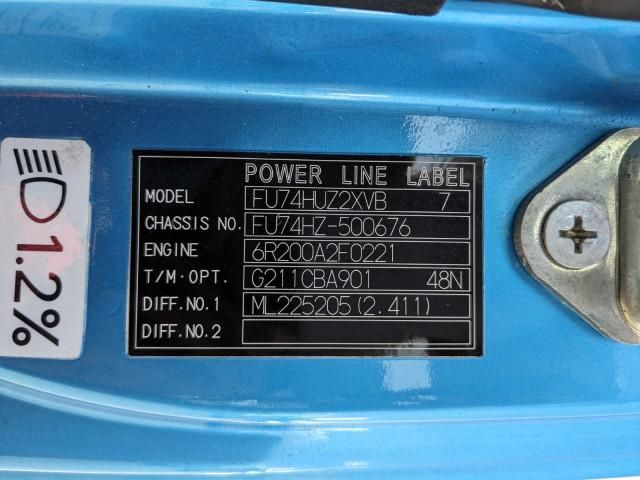 POWER LINE LABEL
MODEL FU74HUZ2XVB 7
CHASSIS NO. FU74HZ-500676
ENGINE 6R200A2F0221
T/M·OPT. G211CBA901 48N
DIFF.NO.1 ML225205(2.411)
DIFF.NO.2
1.2%